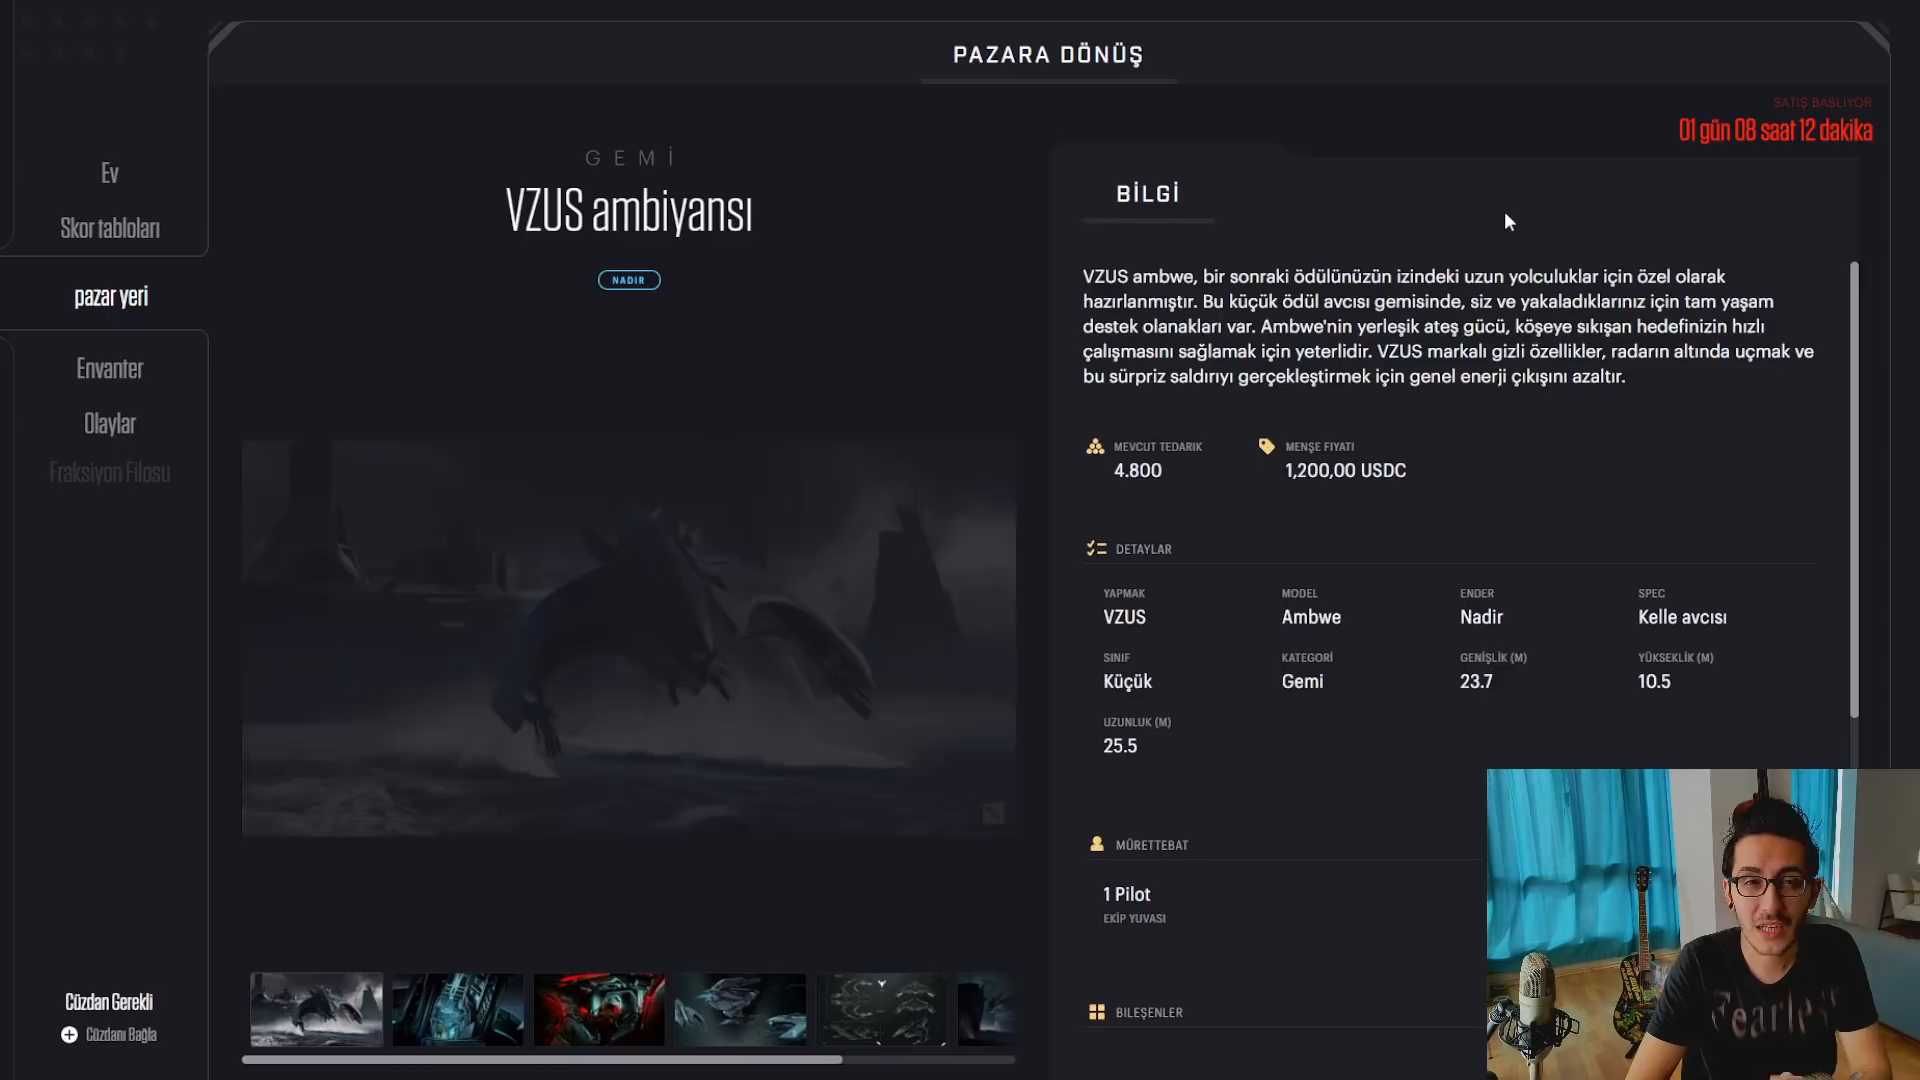 PAZARA DÖNÜŞ
SATIŞ BAŞLIYOR
01 gün 08 saat 12 dakika
Ev
Skor tabloları
pazar yeri
Envanter
Olaylar
Fraksiyon Filosu
Cüzdan Gerekli
Cüzdanı Bağla
GEMİ
VZUS ambiyansı
NADIR
BİLGİ
VZUS ambwe, bir sonraki ödülünüzün izindeki uzun yolculuklar için özel olarak
hazırlanmıştır. Bu küçük ödül avcısı gemisinde, siz ve yakaladıklarınız için tam yaşam
destek olanakları var. Ambwe'nin yerleşik ateş gücü, köşeye sıkışan hedefinizin hızlı
çalışmasını sağlamak için yeterlidir. VZUS markalı gizli özellikler, radarın altında uçmak ve
bu sürpriz saldırıyı gerçekleştirmek için genel enerji çıkışını azaltır.
MEVCUT TEDARIK
4.800
MENŞE FIYATI
1,200,00 USDC
DETAYLAR
YAPMAK
VZUS
MODEL
Ambwe
ENDER
Nadir
SPEC
Kelle avcısı
SINIF
Küçük
KATEGORİ
Gemi
GENİŞLİK (M)
23.7
YÜKSEKLİK (M)
10.5
UZUNLUK (M)
25.5
MÜRETTEBAT
1 Pilot
EKİP YUVASI
BILEŞENLER
Fearless